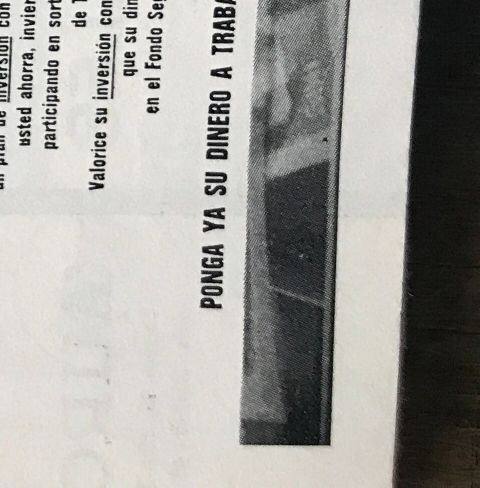 plan de inversión con
usted ahorra, invier
participando en sort
de
Valorice su inversión con
que su din
en el Fondo Se
PONGA YA SU DINERO A TRABA